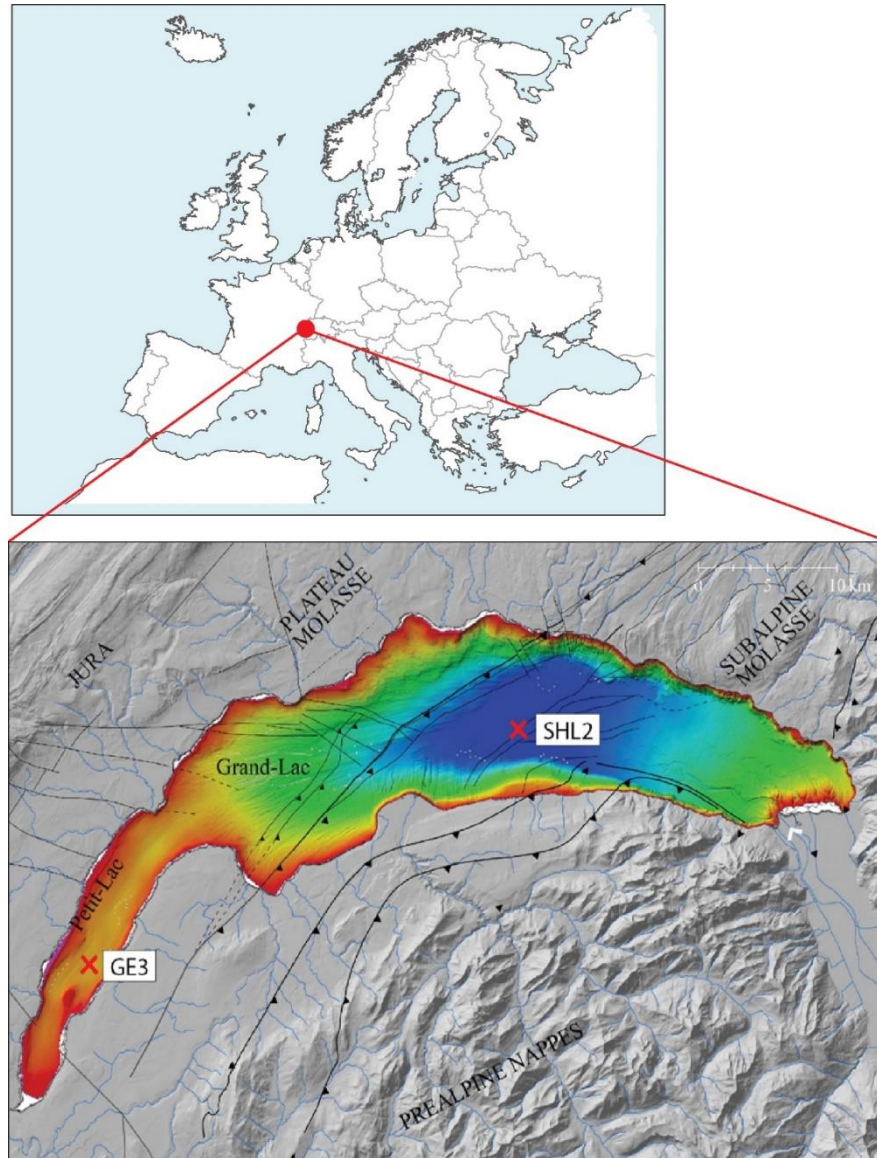 0 5 10 km
PLATEAU
MOLASSE
SUBALPINE
MOLASSE
JURA
SHL2
Grand-Lac
Petit-Lac
GE3
PREALPINE NAPPES